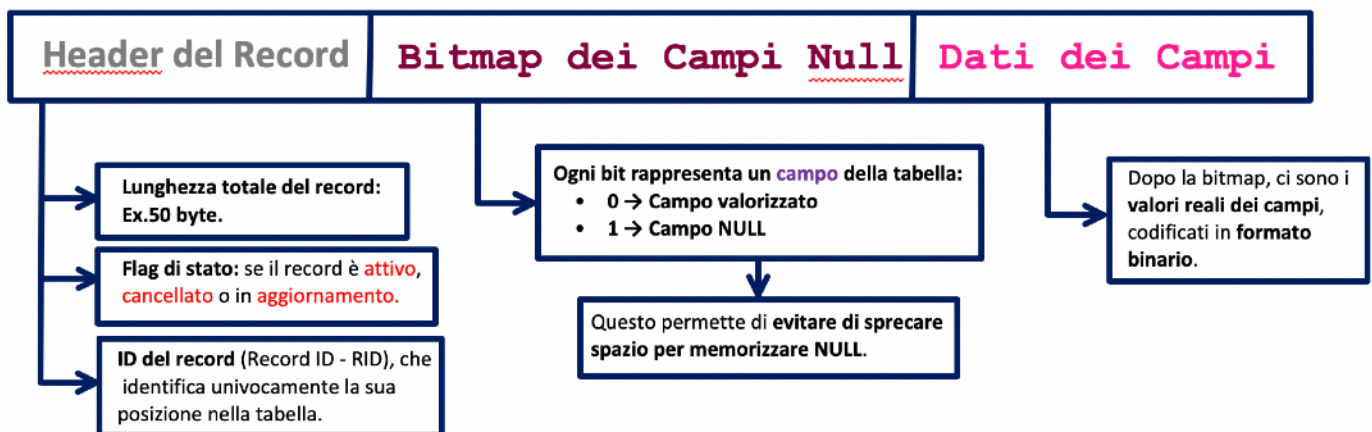 Header del Record
Bitmap dei Campi Null
Dati dei Campi
Lunghezza totale del record:
Ex.50 byte.
Flag di stato: se il record è attivo,
cancellato o in aggiornamento.
ID del record (Record ID - RID), che
identifica univocamente la sua
posizione nella tabella.
Ogni bit rappresenta un campo della tabella:
• 0 → Campo valorizzato
• 1 → Campo NULL
Questo permette di evitare di sprecare
spazio per memorizzare NULL.
Dopo la bitmap, ci sono i
valori reali dei campi,
codificati in formato
binario.